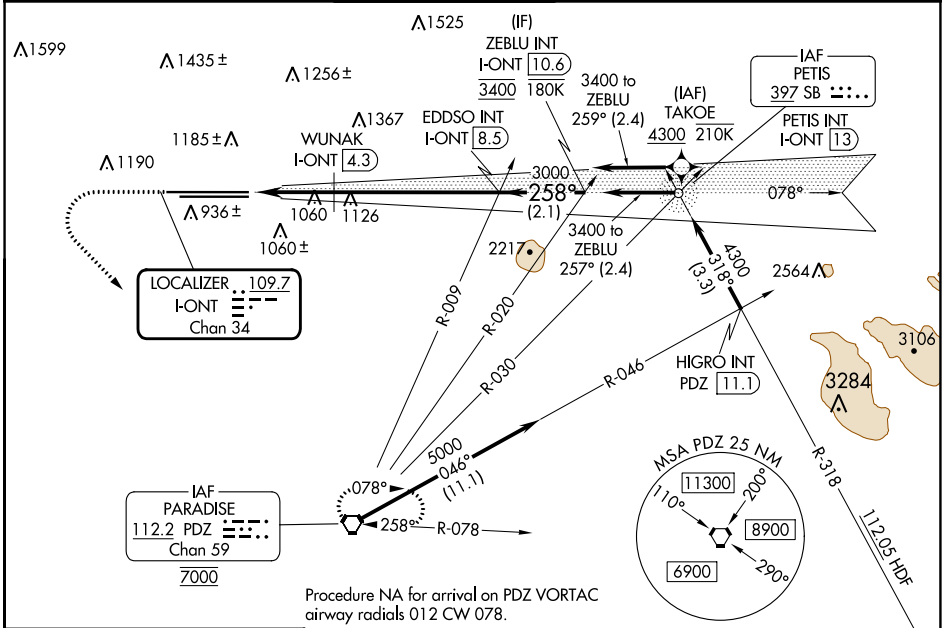 1525
1599
1435 ±
1256 ±
1367
1185 ±
1190
936 ±
1060
1126
1060 ±
(IF)
ZEBLU INT
I-ONT 10.6
3400 180K
EDDSO INT
I-ONT 8.5
WUNAK
I-ONT 4.3
3400 to
ZEBLU
259° (2.4)
(IAF)
TAKOE
4300 210K
IAF
PETIS
397 SB
PETIS INT
I-ONT 13
3000
258°
(2.1)
078°
3400 to
ZEBLU
257° (2.4)
2217
4300
318°
(3.3)
2564
3106
3284
LOCALIZER 109.7
I-ONT
Chan 34
R-009
R-020
R-030
R-046
HIGRO INT
PDZ 11.1
R-318
112.05 HDF
5000
046°
(11.1)
078°
258°
R-078
IAF
PARADISE
112.2 PDZ
Chan 59
7000
MSA PDZ 25 NM
11300
110°
200°
8900
6900
290°
Procedure NA for arrival on PDZ VORTAC
airway radials 012 CW 078.